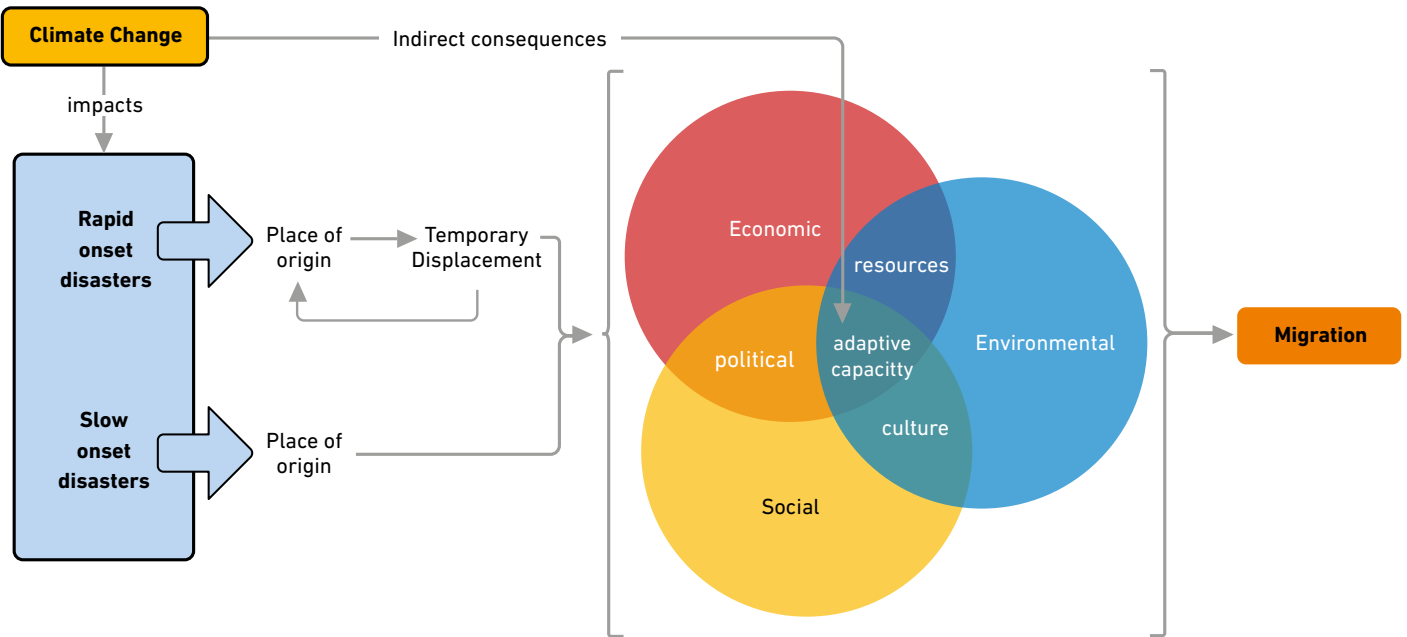 Climate Change
Indirect consequences
impacts
Rapid
onset
disasters
Place of
origin
Temporary
Displacement
Slow
onset
disasters
Place of
origin
Economic
resources
political
adaptive
capacitty
Environmental
culture
Social
Migration